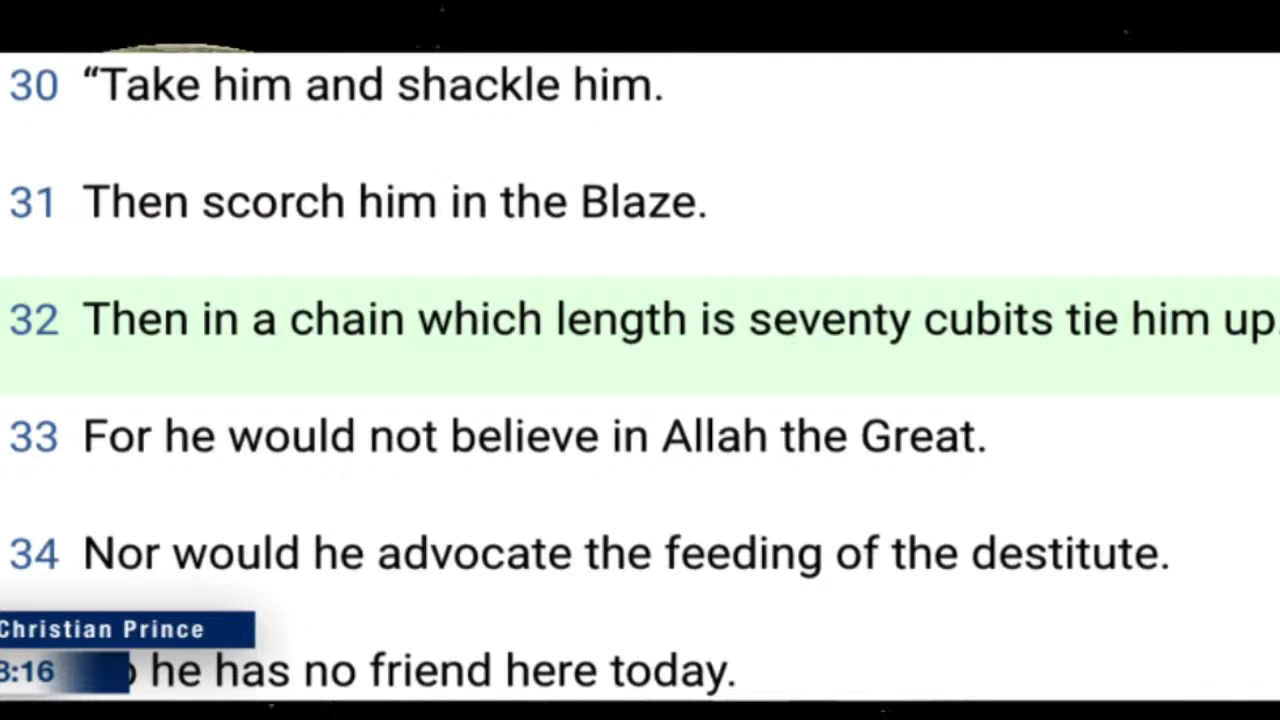 30 “Take him and shackle him.
31 Then scorch him in the Blaze.
32 Then in a chain which length is seventy cubits tie him up.
33 For he would not believe in Allah the Great.
34 Nor would he advocate the feeding of the destitute.
Christian Prince
8:16 he has no friend here today.